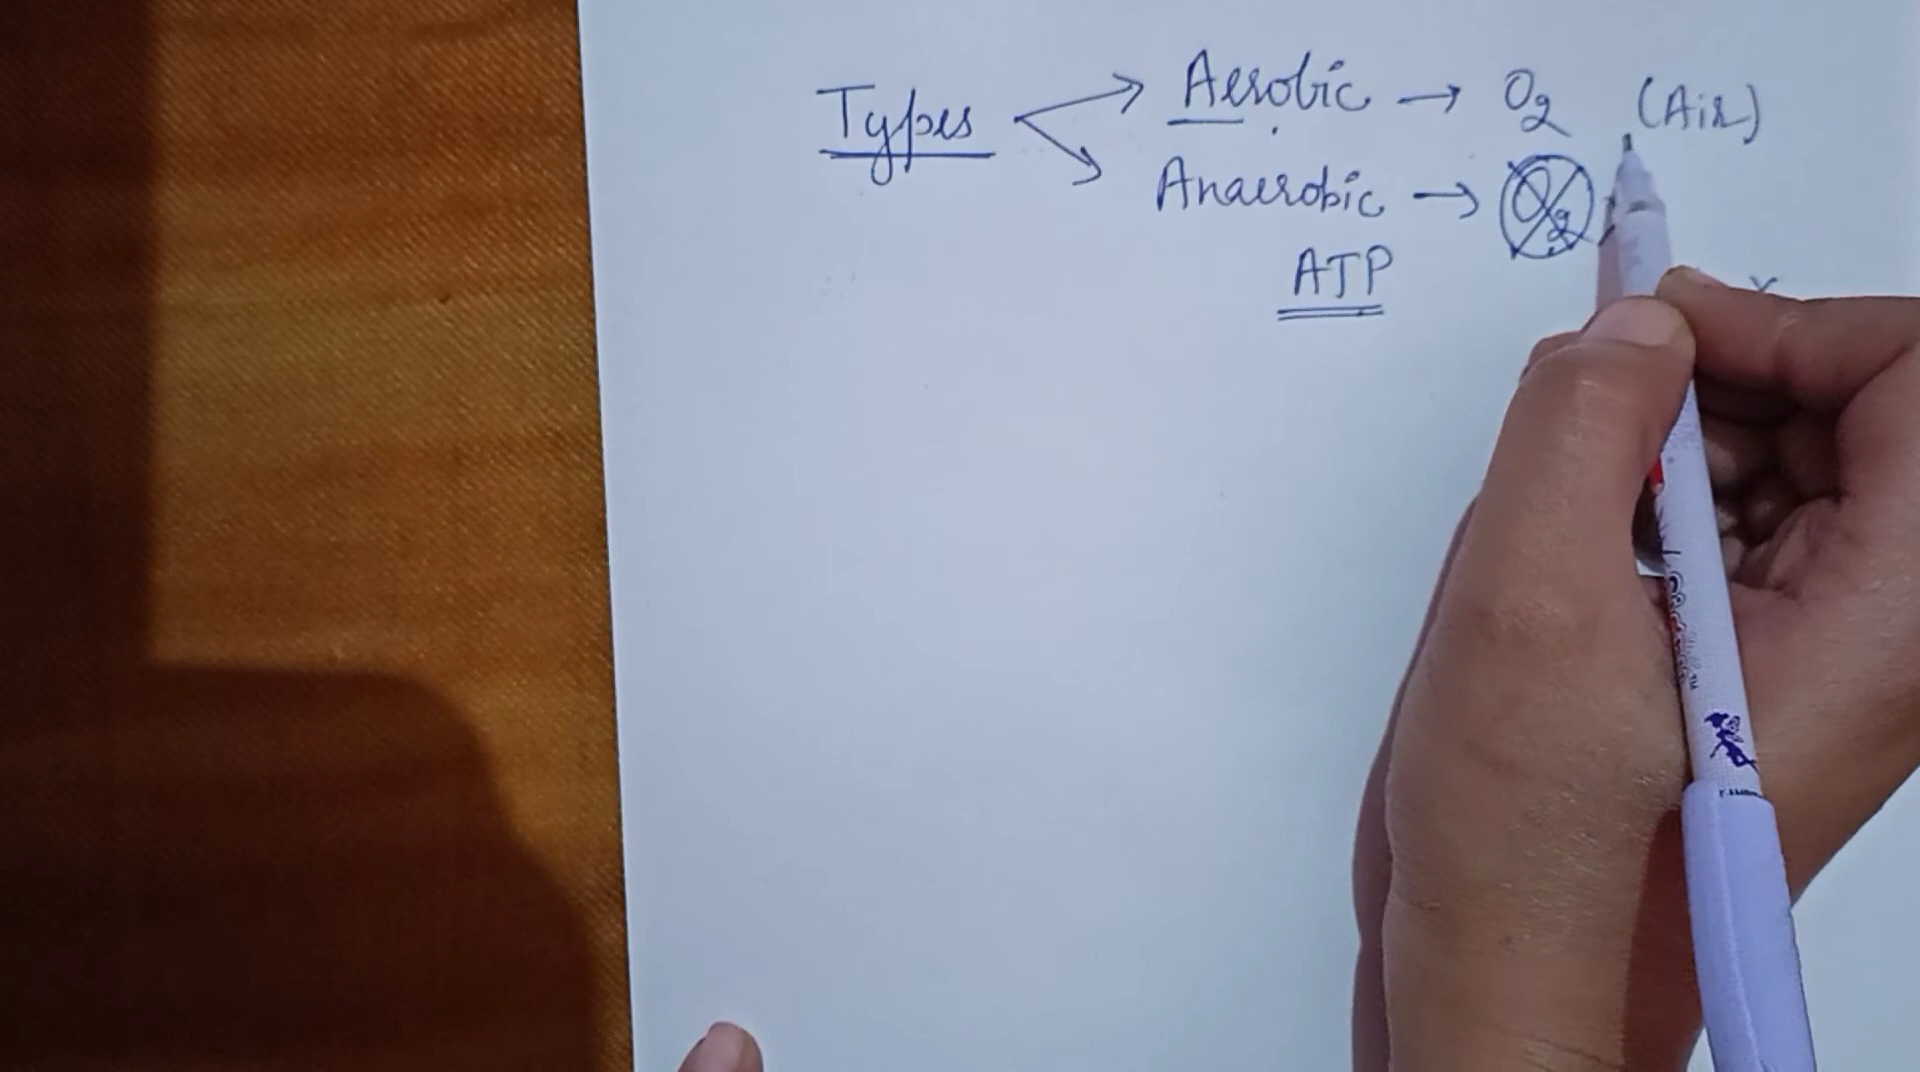 Types → Aerobic → O2 (Air)
→ Anaerobic → O2
ATP